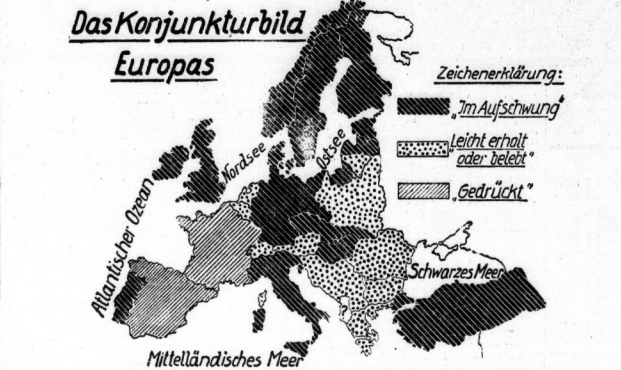 Das Konjunkturbild
Europas
Zeichenerklärung:
„Im Aufschwung"
„Leicht erholt
oder belebt"
„Gedrückt"
Nordsee
Ostsee
Atlantischer Ozean
Schwarzes Meer
Mittelländisches Meer